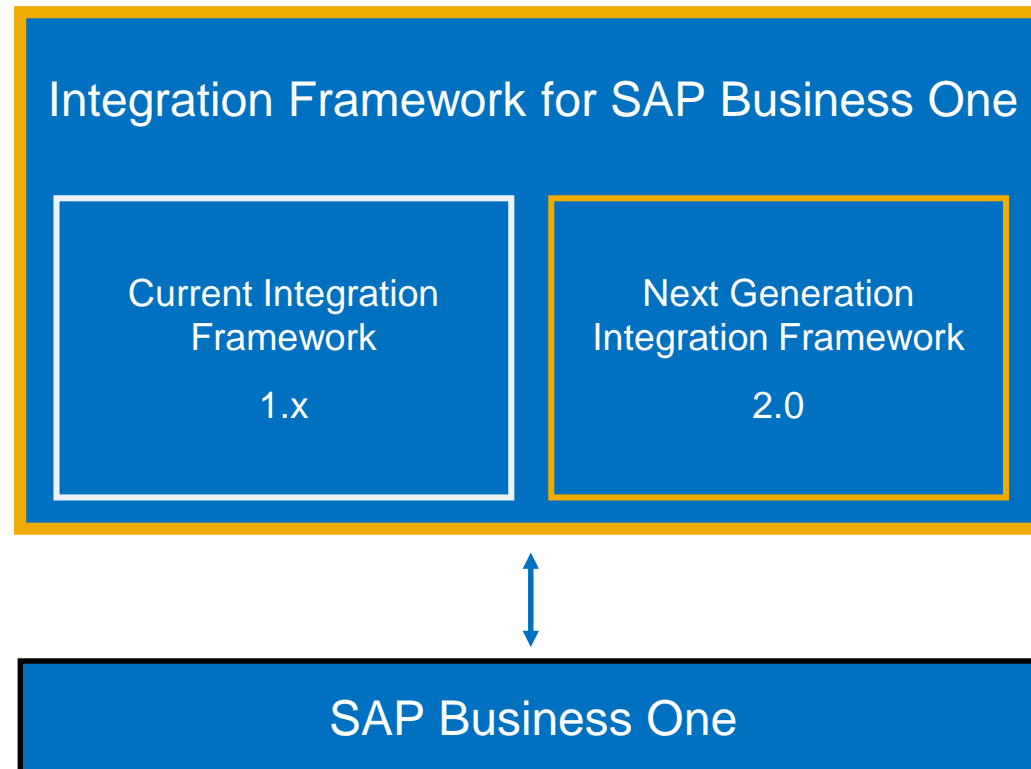 Integration Framework for SAP Business One
Current Integration
Framework
1.x
Next Generation
Integration Framework
2.0
SAP Business One